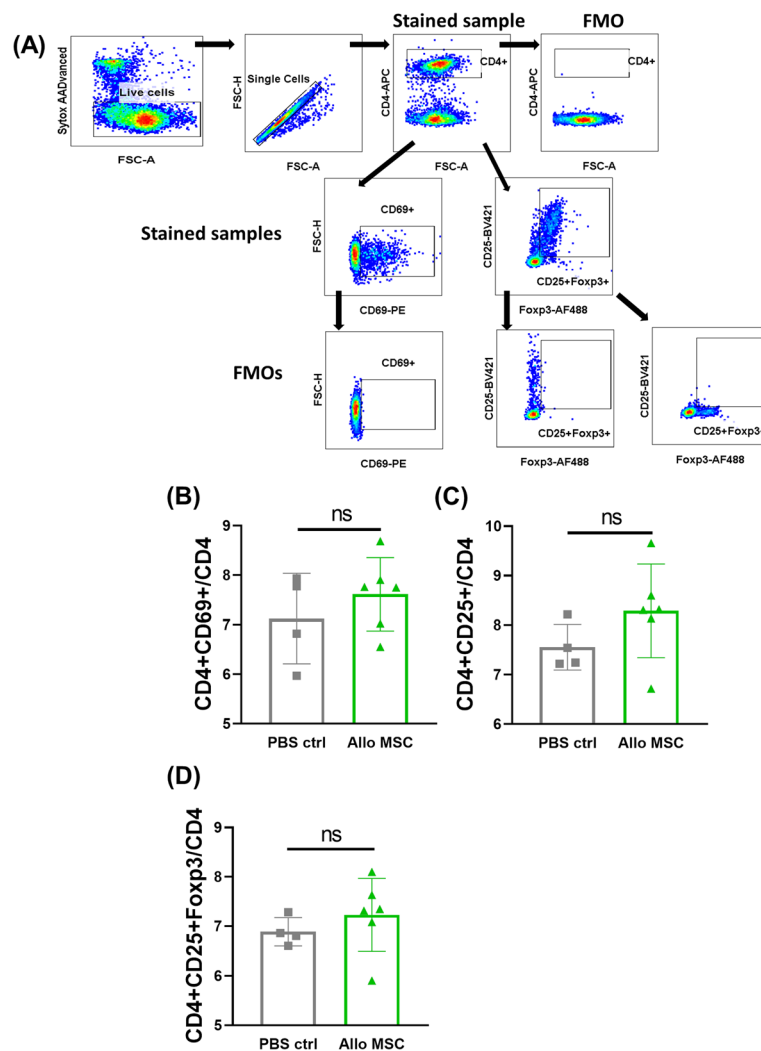 (A)
Stained sample
FMO
Sytox AADvanced
Live cells
FSC-A
FSC-H
Single Cells
FSC-A
CD4-APC
CD4+
FSC-A
CD4-APC
CD4+
FSC-A
Stained samples
FSC-H
CD69+
CD69-PE
CD25-BV421
CD25+Foxp3+
Foxp3-AF488
FMOs
FSC-H
CD69+
CD69-PE
CD25-BV421
CD25+Foxp3+
Foxp3-AF488
CD25-BV421
CD25+Foxp3+
Foxp3-AF488
(B)
ns
CD4+CD69+/CD4
9
8
7
6
5
PBS ctrl
Allo MSC
(C)
ns
CD4+CD25+/CD4
10
9
8
7
6
PBS ctrl
Allo MSC
(D)
ns
CD4+CD25+Foxp3/CD4
9
8
7
6
5
PBS ctrl
Allo MSC